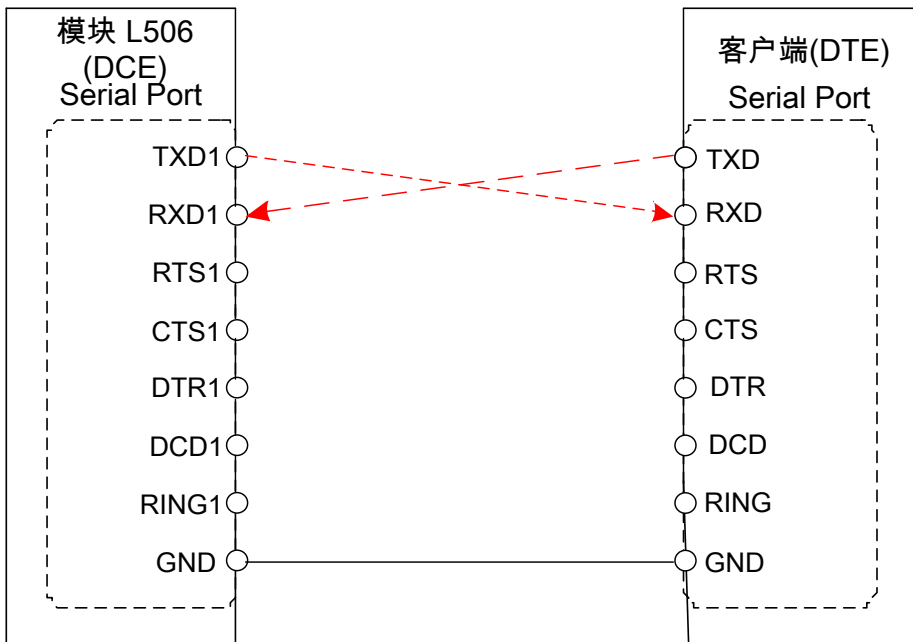 模块 L506
(DCE)
Serial Port
TXD1
RXD1
RTS1
CTS1
DTR1
DCD1
RING1
GND
客户端(DTE)
Serial Port
TXD
RXD
RTS
CTS
DTR
DCD
RING
GND